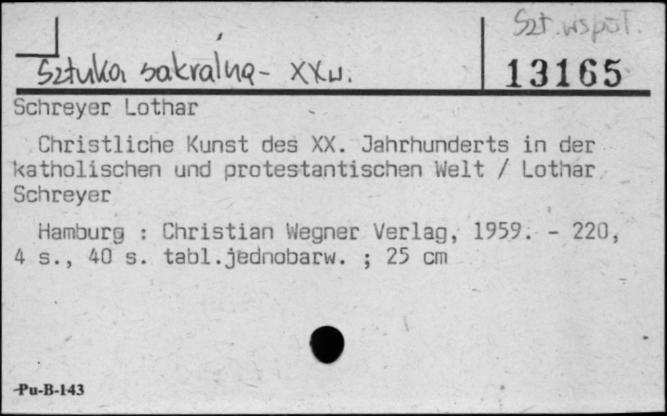 Szt. współ.
Sztuka sakralna - XX w.
13165
Schreyer Lothar
Christliche Kunst des XX. Jahrhunderts in der
katholischen und protestantischen Welt / Lothar
Schreyer
Hamburg : Christian Wegner Verlag, 1959. - 220,
4 s., 40 s. tabl.jednobarw. ; 25 cm
Pu-B-143